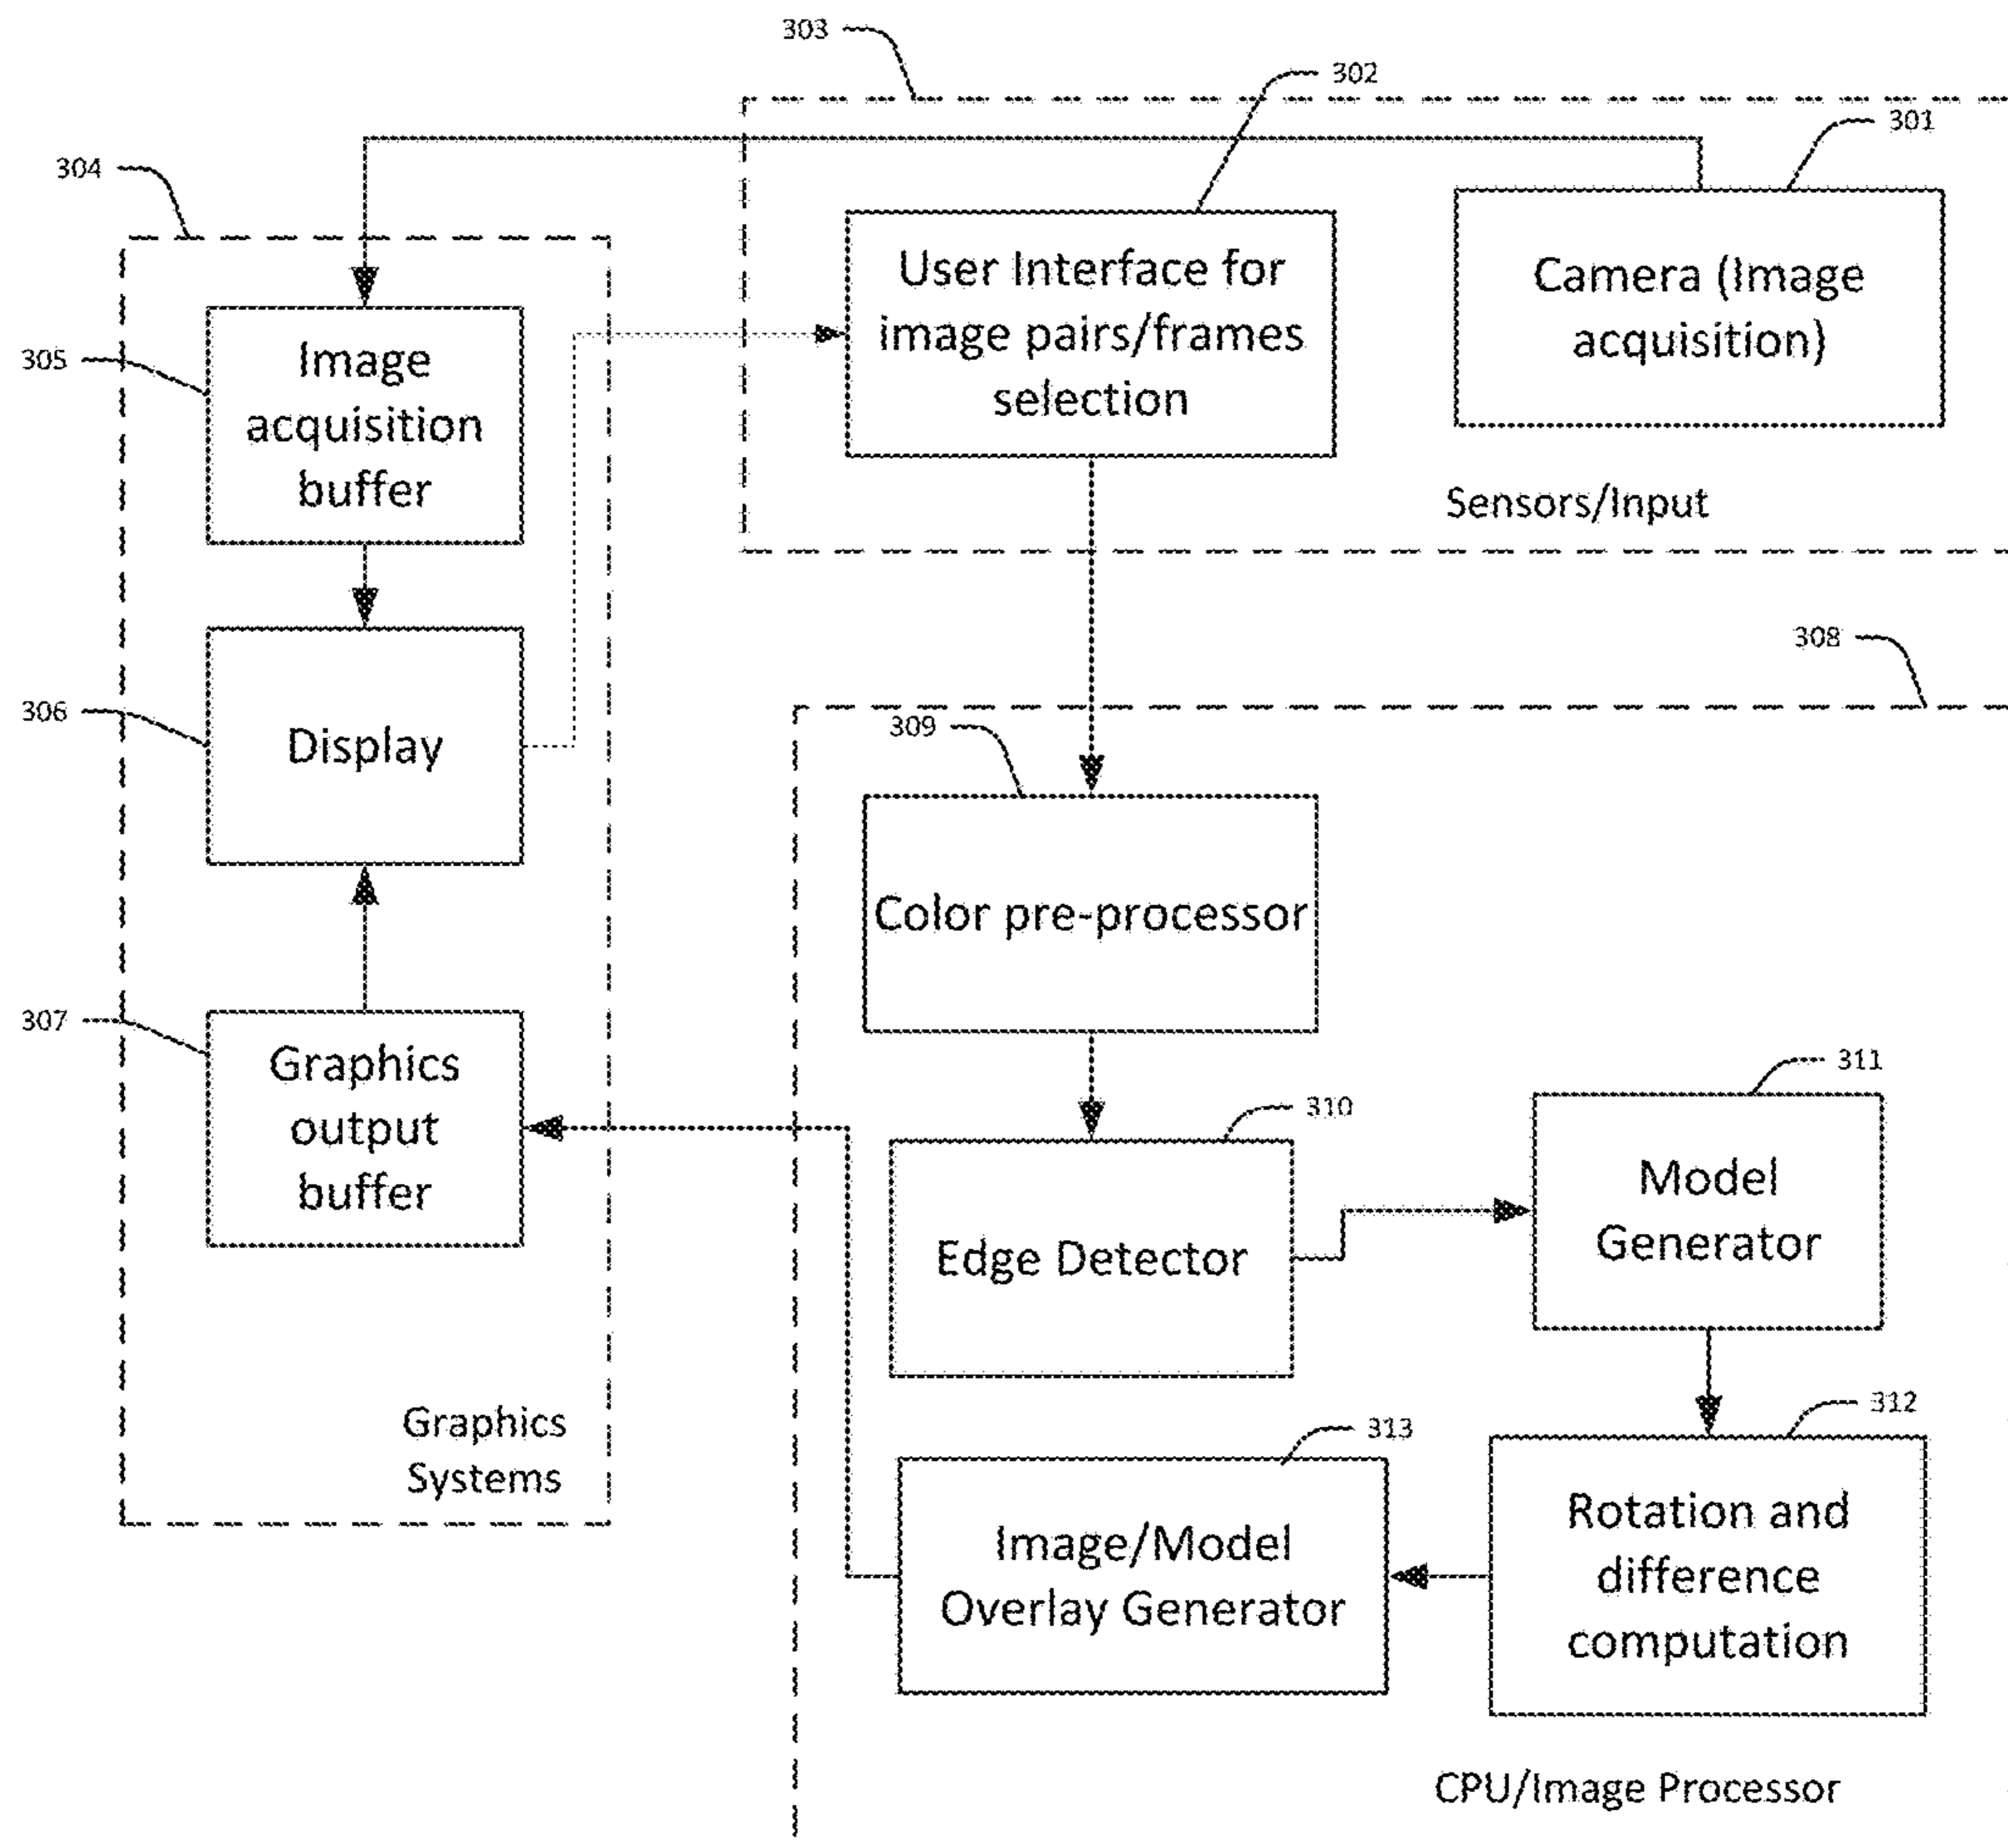 303
302
301
304
User Interface for
image pairs/frames
selection
Camera (Image
acquisition)
Sensors/Input
305
Image
acquisition
buffer
306
Display
307
Graphics
output
buffer
Graphics
Systems
308
309
Color pre-processor
310
Edge Detector
311
Model
Generator
312
Rotation and
difference
computation
313
Image/Model
Overlay Generator
CPU/Image Processor